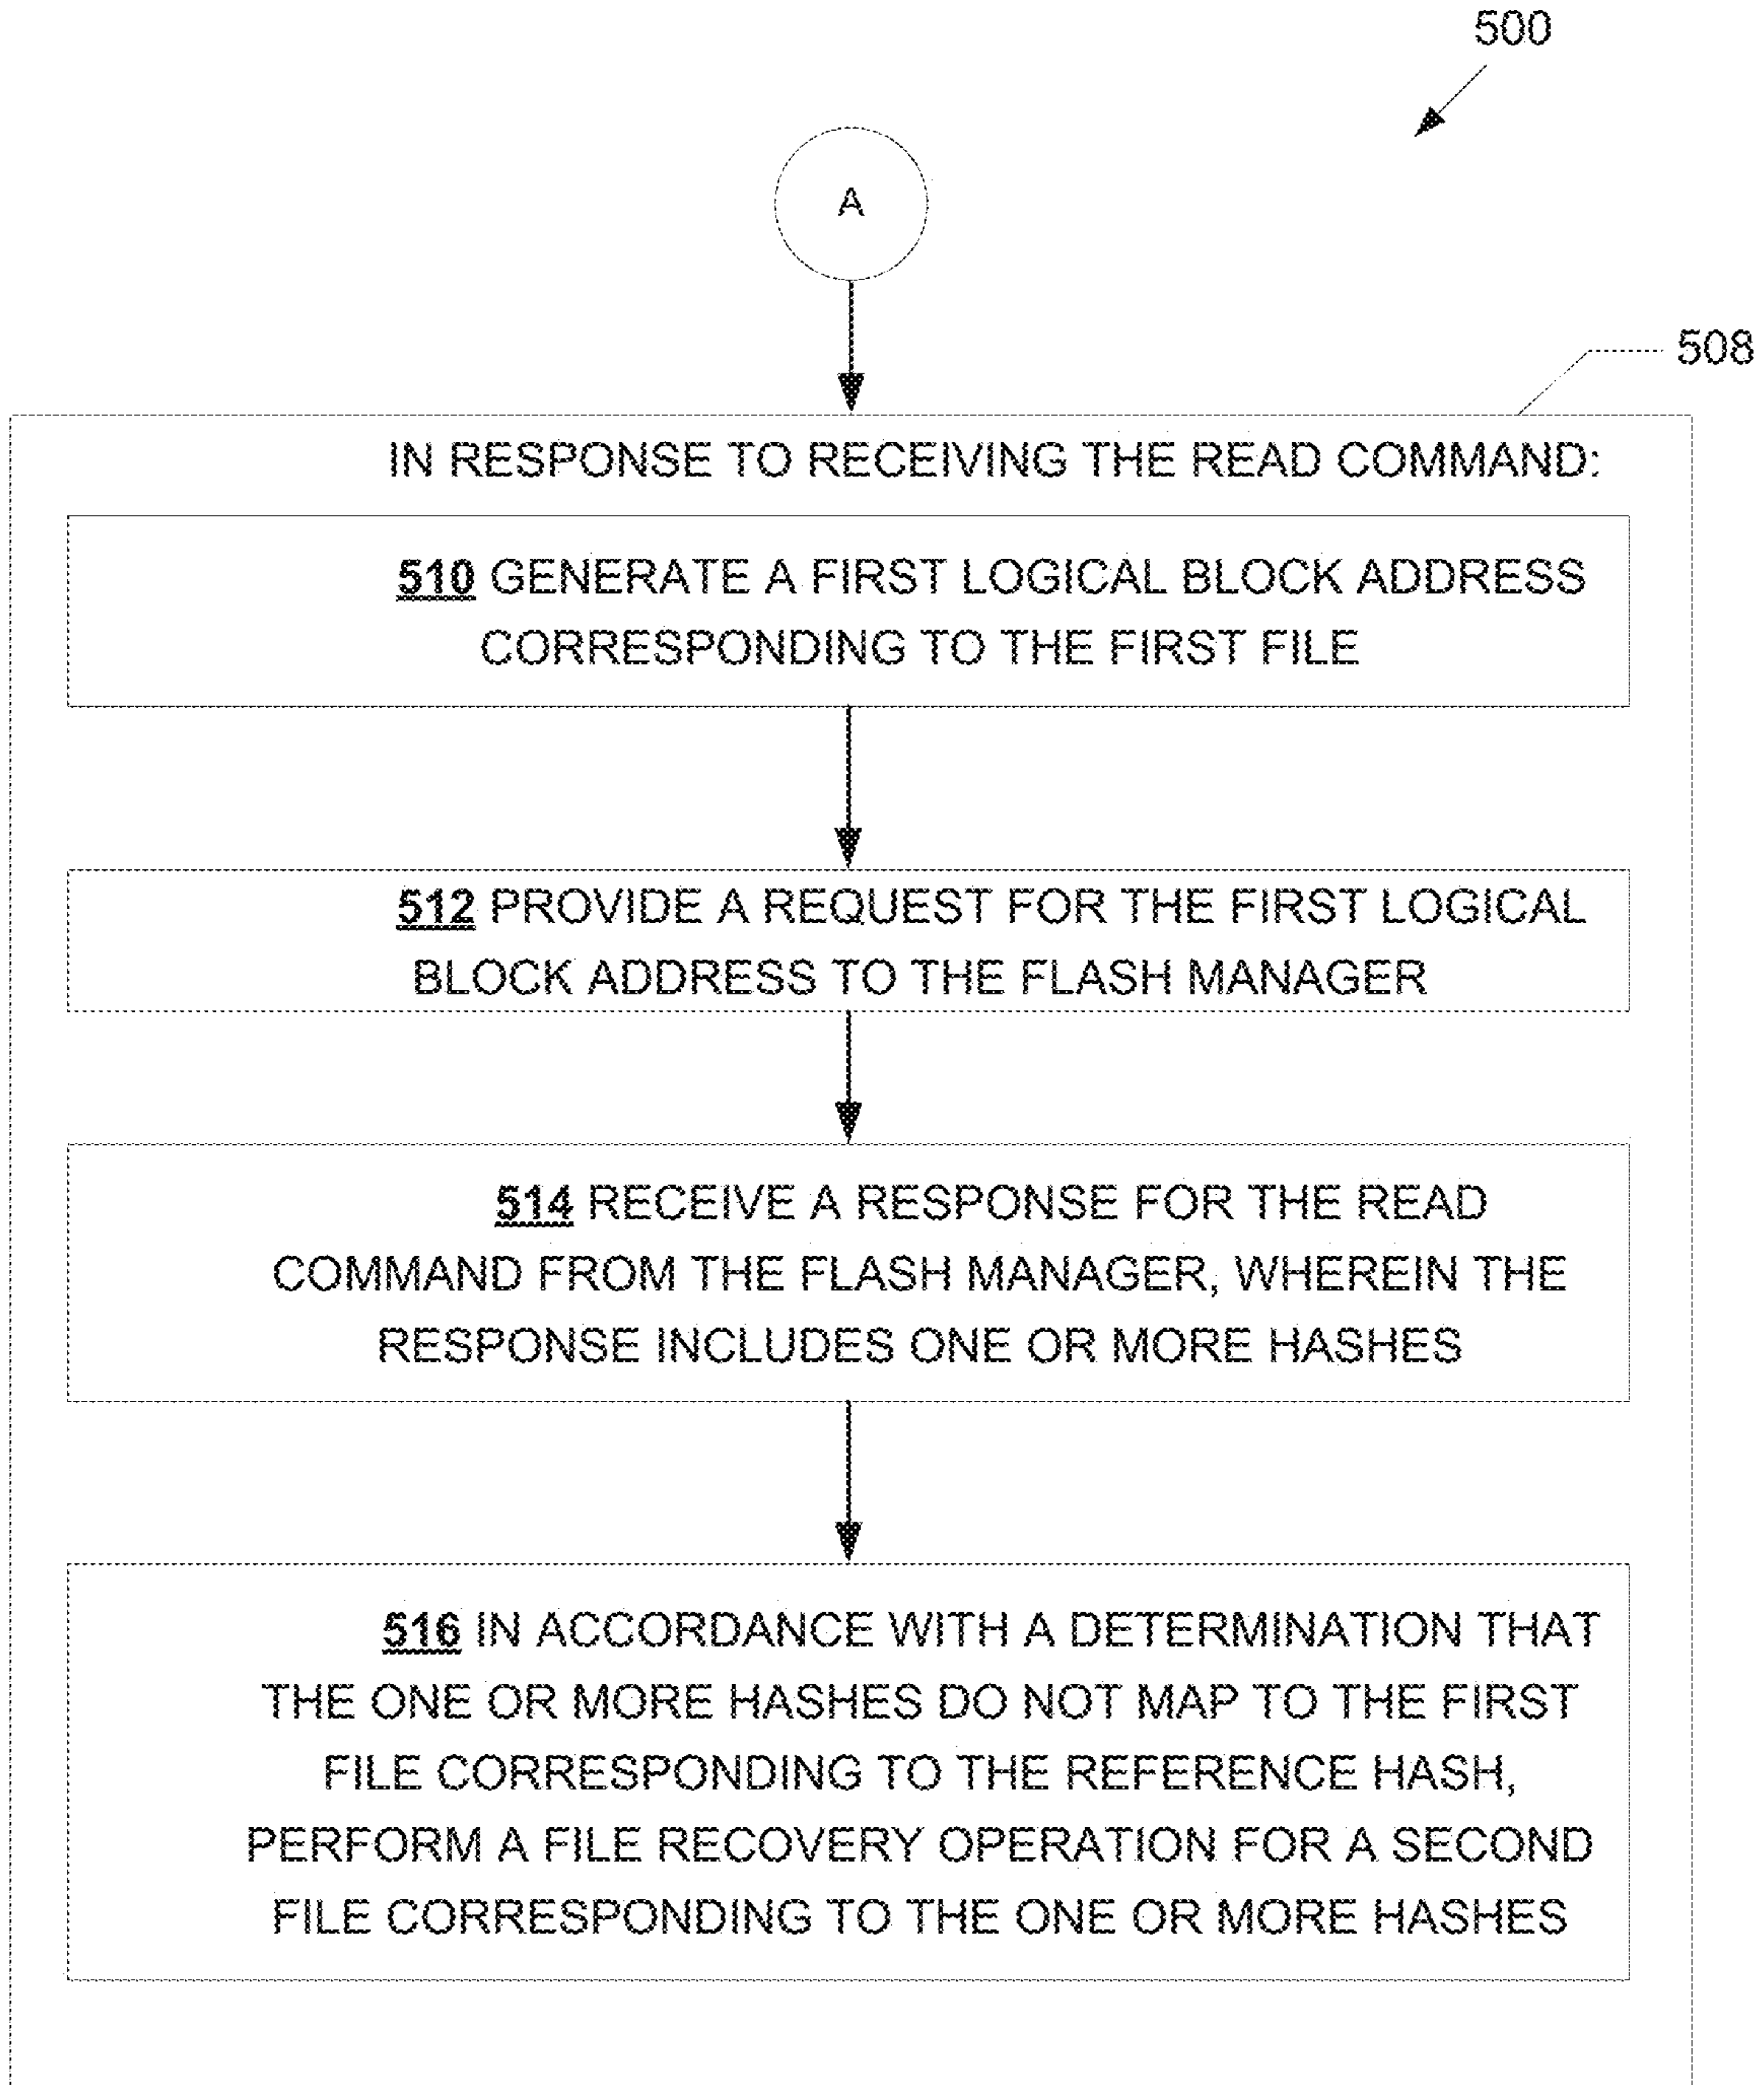 500
A
508
IN RESPONSE TO RECEIVING THE READ COMMAND:
510 GENERATE A FIRST LOGICAL BLOCK ADDRESS
CORRESPONDING TO THE FIRST FILE
512 PROVIDE A REQUEST FOR THE FIRST LOGICAL
BLOCK ADDRESS TO THE FLASH MANAGER
514 RECEIVE A RESPONSE FOR THE READ
COMMAND FROM THE FLASH MANAGER, WHEREIN THE
RESPONSE INCLUDES ONE OR MORE HASHES
516 IN ACCORDANCE WITH A DETERMINATION THAT
THE ONE OR MORE HASHES DO NOT MAP TO THE FIRST
FILE CORRESPONDING TO THE REFERENCE HASH,
PERFORM A FILE RECOVERY OPERATION FOR A SECOND
FILE CORRESPONDING TO THE ONE OR MORE HASHES